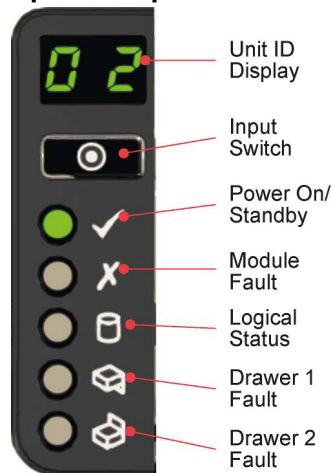 02
Unit ID
Display
Input
Switch
Power On/
Standby
Module
Fault
Logical
Status
Drawer 1
Fault
Drawer 2
Fault